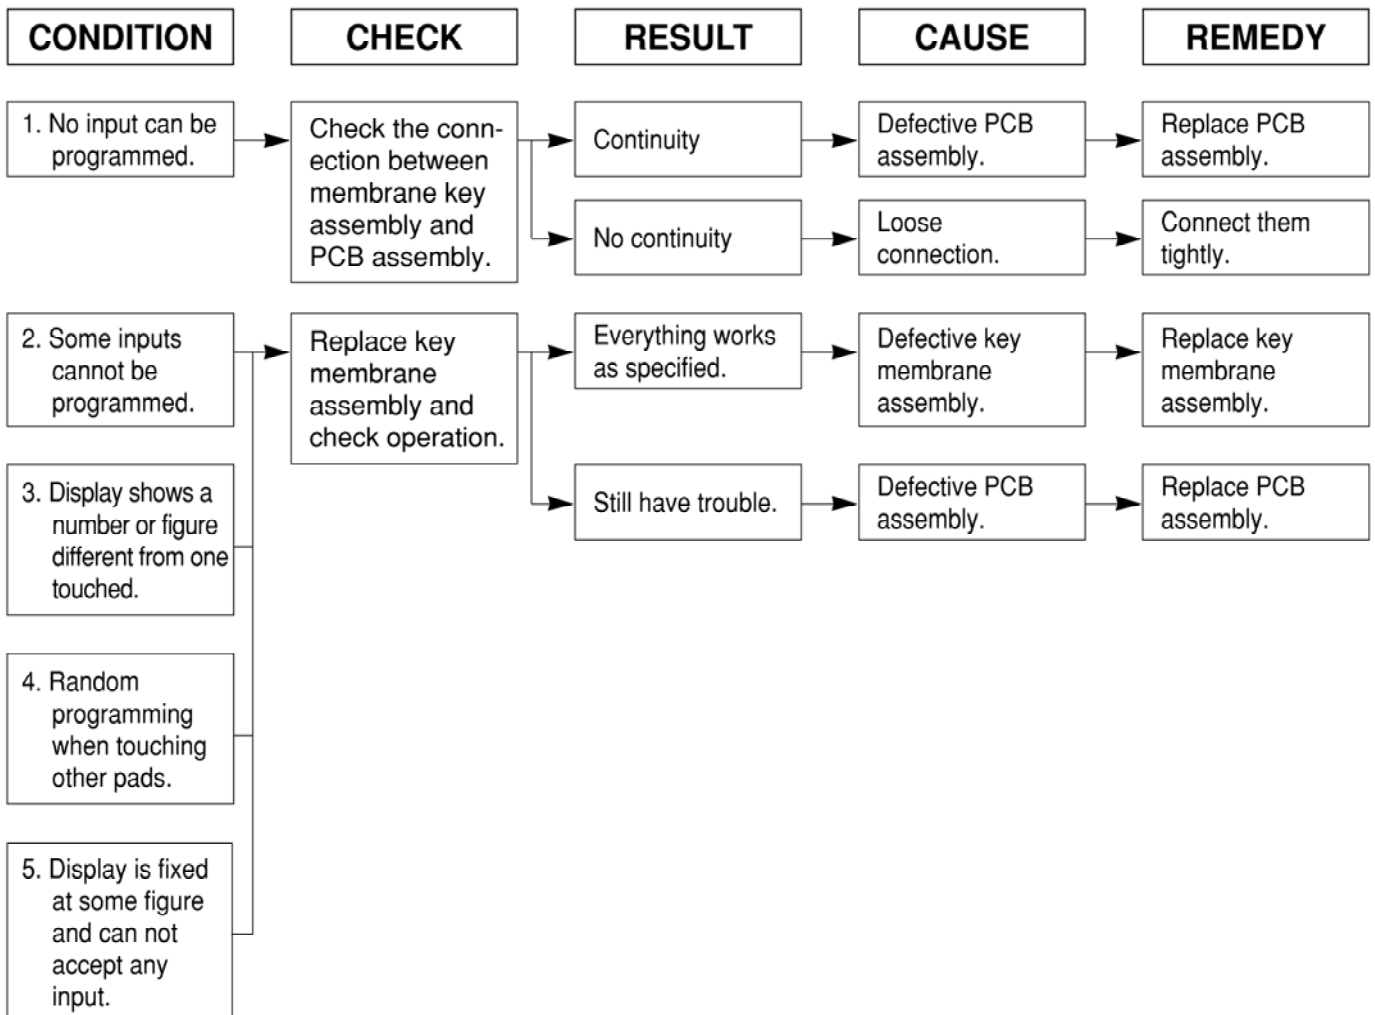 CONDITION
CHECK
RESULT
CAUSE
REMEDY
1. No input can be
programmed.
Check the conn-
ection between
membrane key
assembly and
PCB assembly.
Continuity
Defective PCB
assembly.
Replace PCB
assembly.
No continuity
Loose
connection.
Connect them
tightly.
2. Some inputs
cannot be
programmed.
Replace key
membrane
assembly and
check operation.
Everything works
as specified.
Defective key
membrane
assembly.
Replace key
membrane
assembly.
3. Display shows a
number or figure
different from one
touched.
Still have trouble.
Defective PCB
assembly.
Replace PCB
assembly.
4. Random
programming
when touching
other pads.
5. Display is fixed
at some figure
and can not
accept any
input.